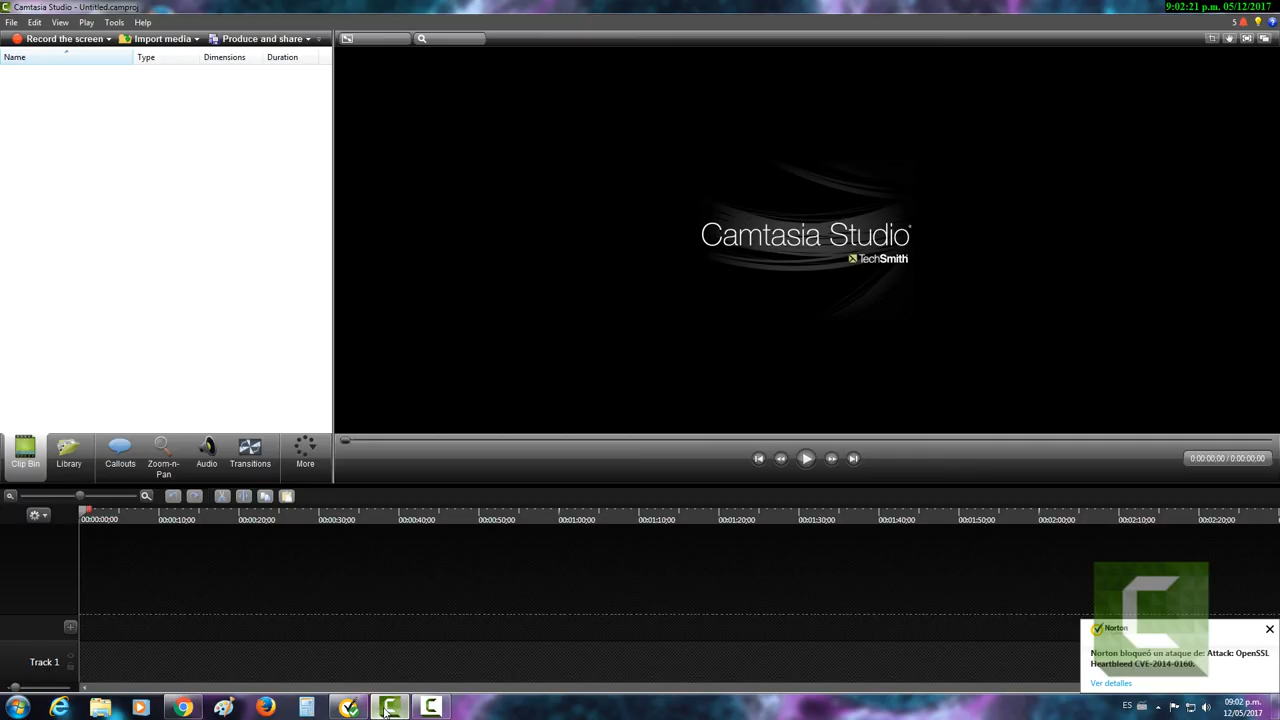 Camtasia Studio - Untitled.camproj
9:02:21 p.m. 05/12/2017
File Edit View Play Tools Help
5
Record the screen Import media Produce and share
Name Type Dimensions Duration
Camtasia Studio
TechSmith
Clip Bin Library Callouts Zoom-n-Pan Audio Transitions More
0:00:00;00 / 0:00:00;00
00:00:00;00 00:00:10;00 00:00:20;00 00:00:30;00 00:00:40;00 00:00:50;00 00:01:00;00 00:01:10;00 00:01:20;00 00:01:30;00 00:01:40;00 00:01:50;00 00:02:00;00 00:02:10;00 00:02:20;00
Track 1
Norton
Norton bloqueó un ataque de: Attack: OpenSSL
Heartbleed CVE-2014-0160.
Ver detalles
ES
09:02 p.m.
12/05/2017